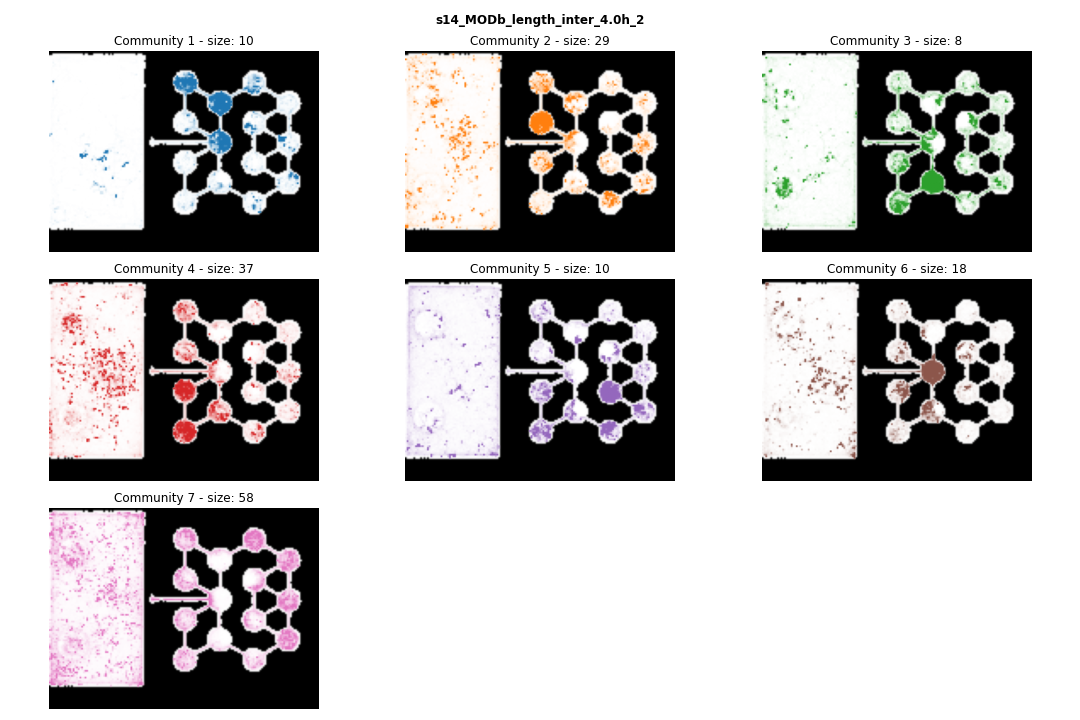 s14_MODb_length_inter_4.0h_2
Community 1 - size: 10
Community 2 - size: 29
Community 3 - size: 8
Community 4 - size: 37
Community 5 - size: 10
Community 6 - size: 18
Community 7 - size: 58